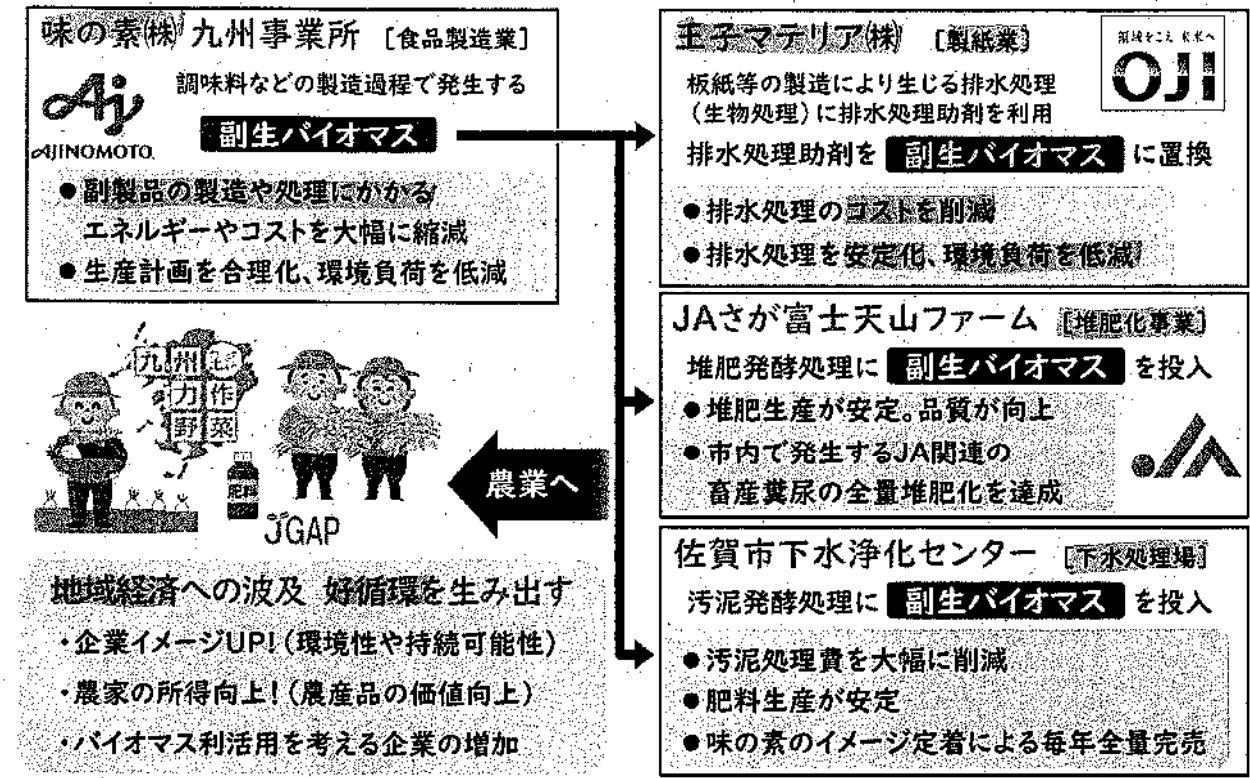 味の素㈱ 九州事業所 [食品製造業]
調味料などの製造過程で発生する
Aj
AJINOMOTO.
副生バイオマス
●副製品の製造や処理にかかる
エネルギーやコストを大幅に縮減
●生産計画を合理化、環境負荷を低減
王子マテリア㈱ [製紙業]
領域をこえ 未来へ
OJI
板紙等の製造により生じる排水処理
（生物処理）に排水処理助剤を利用
排水処理助剤を 副生バイオマス に置換
●排水処理のコストを削減
●排水処理を安定化、環境負荷を低減
JAさが富士天山ファーム [堆肥化事業]
堆肥発酵処理に 副生バイオマス を投入
●堆肥生産が安定。品質が向上
●市内で発生するJA関連の
畜産糞尿の全量堆肥化を達成
JA
佐賀市下水浄化センター [下水処理場]
汚泥発酵処理に 副生バイオマス を投入
●汚泥処理費を大幅に削減
●肥料生産が安定
●味の素のイメージ定着による毎年全量完売
九州
力作
野菜
肥料
JGAP
農業へ
地域経済への波及 好循環を生み出す
・企業イメージUP!（環境性や持続可能性）
・農家の所得向上!（農産品の価値向上）
・バイオマス利活用を考える企業の増加